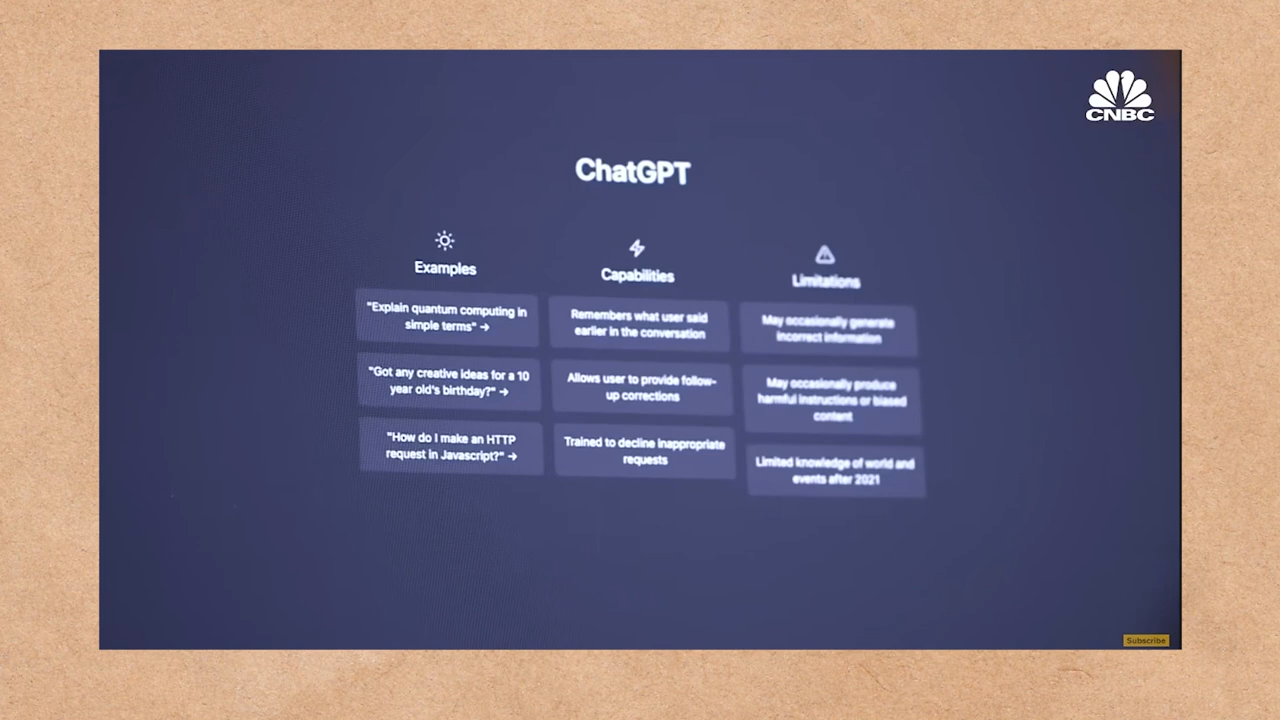 CNBC
ChatGPT
Examples
"Explain quantum computing in
simple terms" →
"Got any creative ideas for a 10
year old's birthday?" →
"How do I make an HTTP
request in Javascript?" →
Capabilities
Remembers what user said
earlier in the conversation
Allows user to provide follow-
up corrections
Trained to decline inappropriate
requests
Limitations
May occasionally generate
incorrect information
May occasionally produce
harmful instructions or biased
content
Limited knowledge of world and
events after 2021
Subscribe